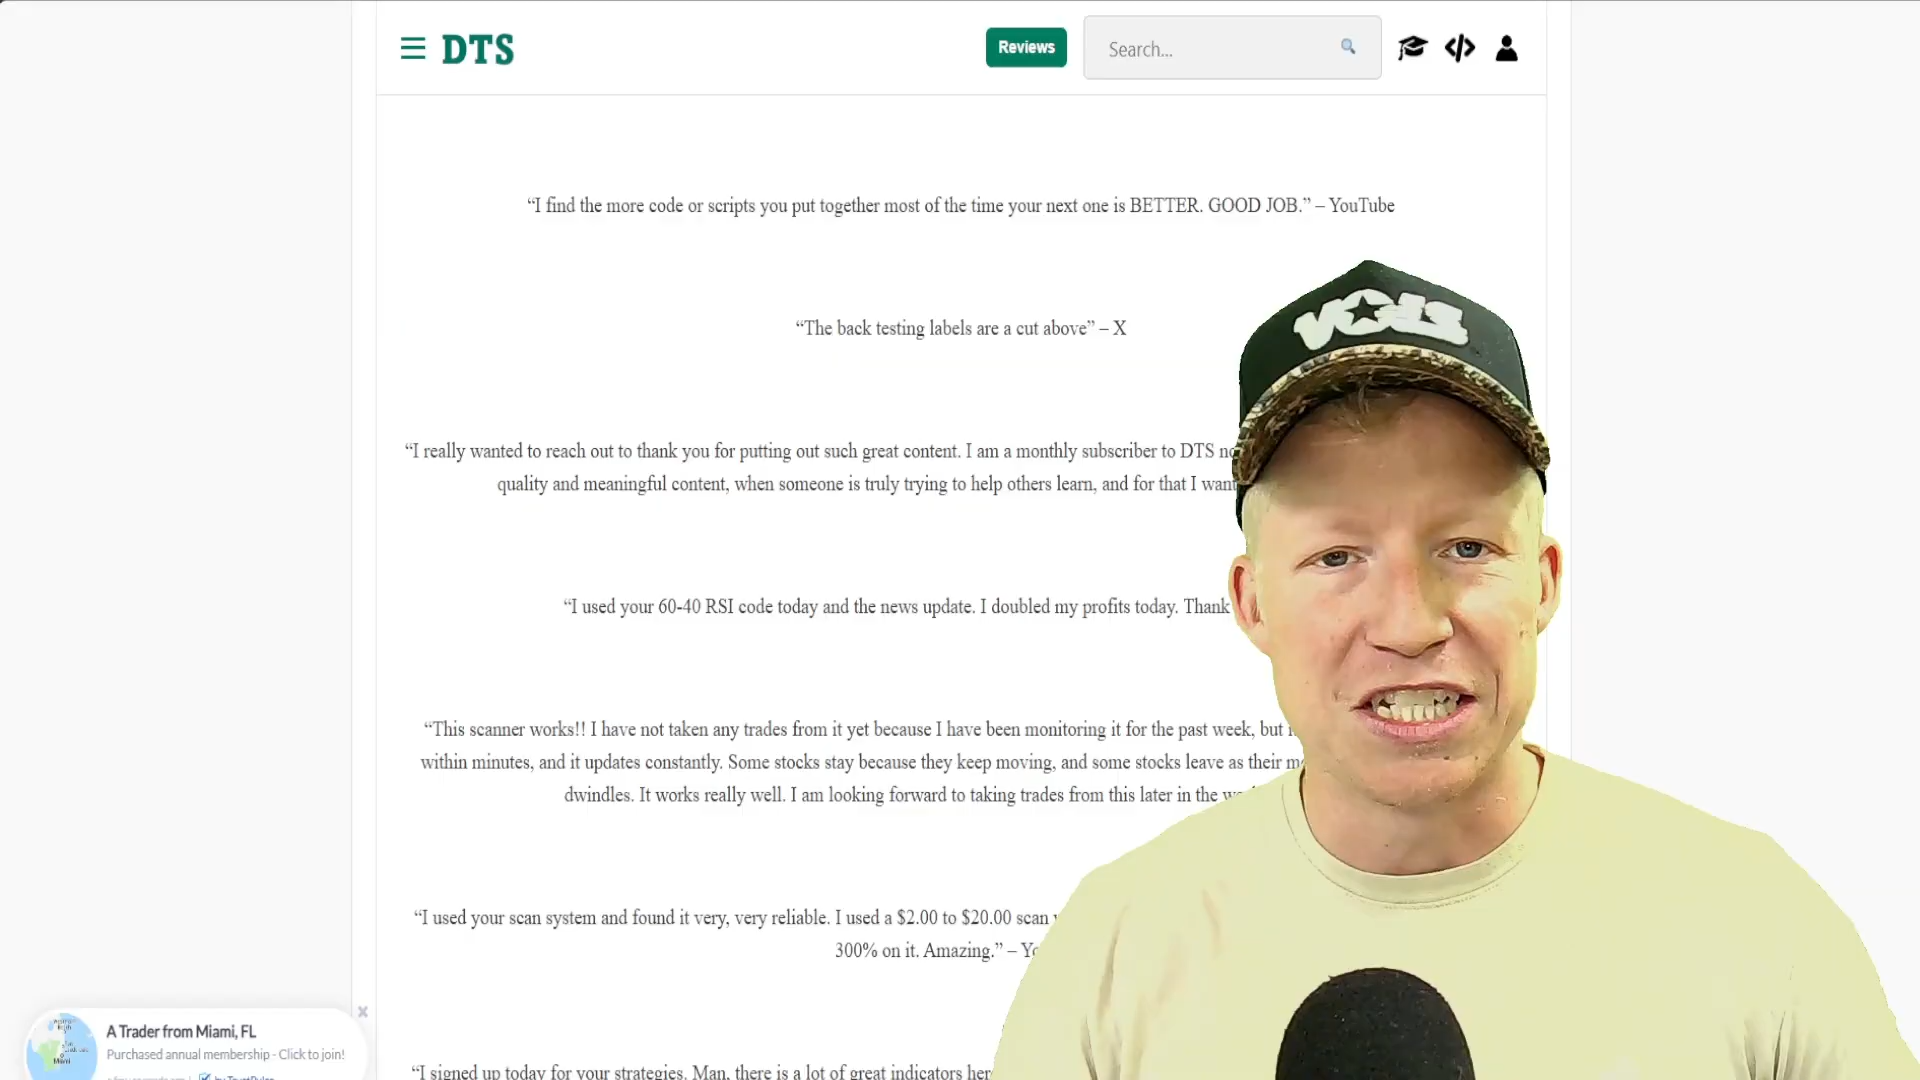 DTS
Reviews
Search...
“I find the more code or scripts you put together most of the time your next one is BETTER. GOOD JOB.” – YouTube
“The back testing labels are a cut above” – X
“I really wanted to reach out to thank you for putting out such great content. I am a monthly subscriber to DTS
quality and meaningful content, when someone is truly trying to help others learn, and for that I
“I used your 60-40 RSI code today and the news update. I doubled my profits today. Thank
“This scanner works!! I have not taken any trades from it yet because I have been monitoring it for the past week, but
within minutes, and it updates constantly. Some stocks stay because they keep moving, and some stocks leave as their
dwindles. It works really well. I am looking forward to taking trades from this later in the
“I used your scan system and found it very, very reliable. I used a $2.00 to $20.00 scan
300% on it. Amazing.” –
“I signed up today for your strategies. Man, there is a lot of great indicators
VOIS
A Trader from Miami, FL
Purchased annual membership - Click to join!
Miami